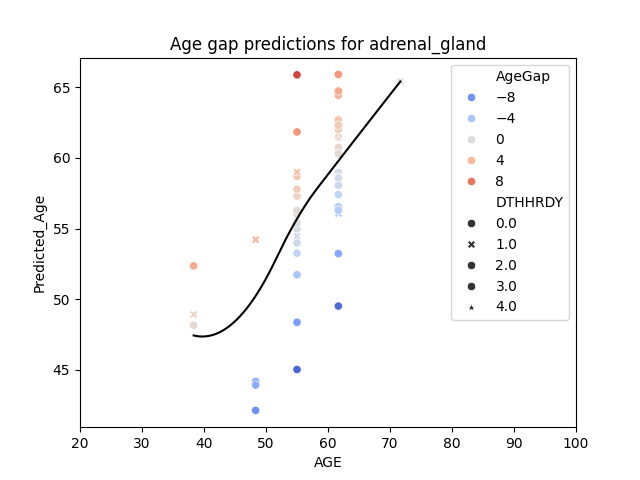 Age gap predictions for adrenal_gland
Predicted_Age
65
60
55
50
45
20 30 40 50 60 70 80 90 100
AGE
AgeGap
−8
−4
0
4
8
DTHHRDY
0.0
1.0
2.0
3.0
4.0